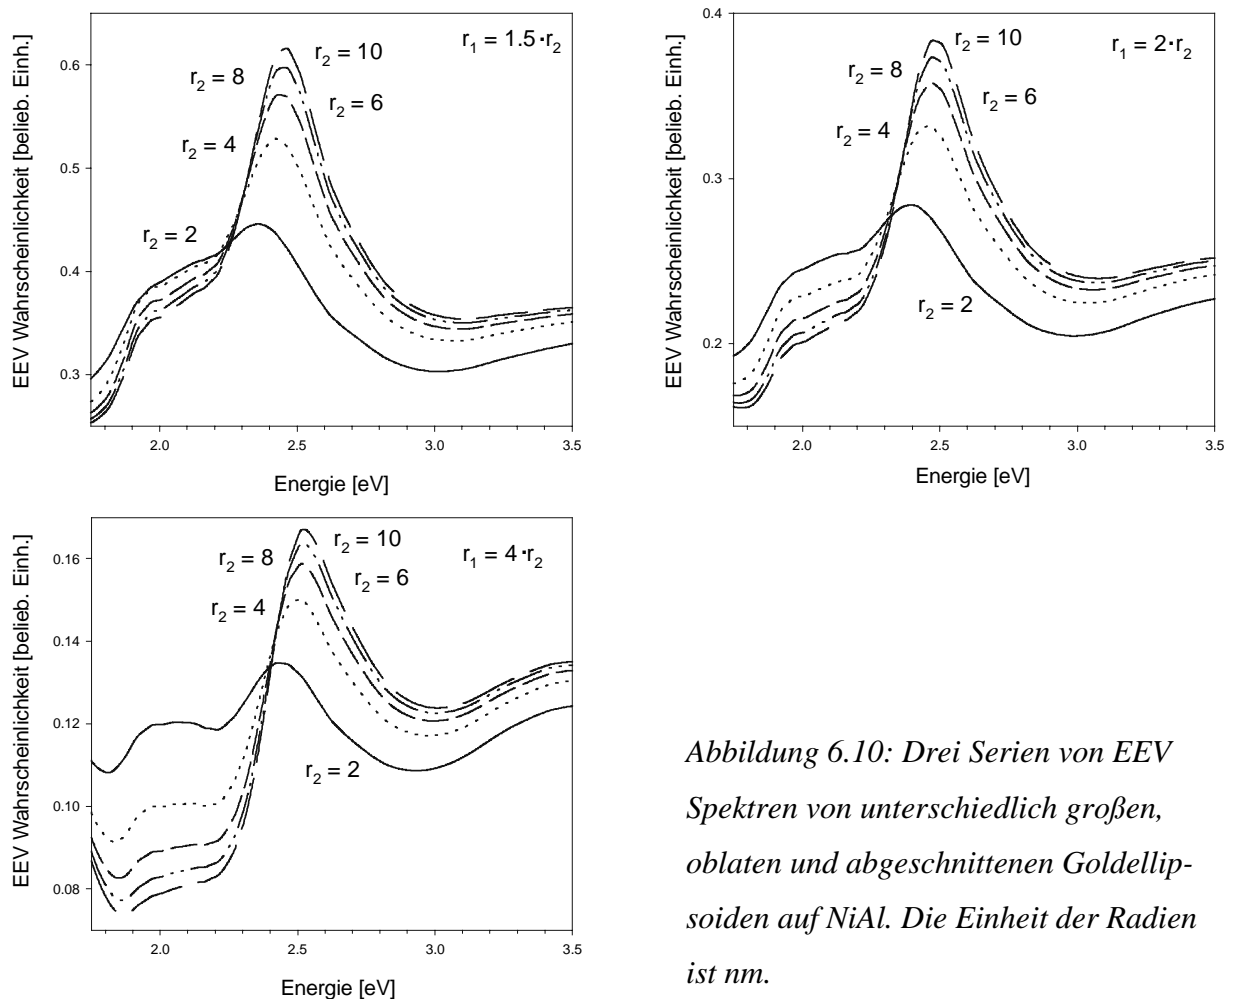 EEV Wahrscheinlichkeit [belieb. Einh.]
0.6
0.5
0.4
0.3
r2 = 10
r1 = 1.5·r2
r2 = 8
r2 = 6
r2 = 4
r2 = 2
2.0 2.5 3.0 3.5
Energie [eV]
EEV Wahrscheinlichkeit [belieb. Einh.]
0.4
0.3
0.2
r2 = 10
r1 = 2·r2
r2 = 8
r2 = 6
r2 = 4
r2 = 2
2.0 2.5 3.0 3.5
Energie [eV]
EEV Wahrscheinlichkeit [belieb. Einh.]
0.16
0.14
0.12
0.10
0.08
r2 = 10
r2 = 8
r1 = 4·r2
r2 = 6
r2 = 4
r2 = 2
2.0 2.5 3.0 3.5
Energie [eV]
Abbildung 6.10: Drei Serien von EEV
Spektren von unterschiedlich großen,
oblaten und abgeschnittenen Goldellip-
soiden auf NiAl. Die Einheit der Radien
ist nm.